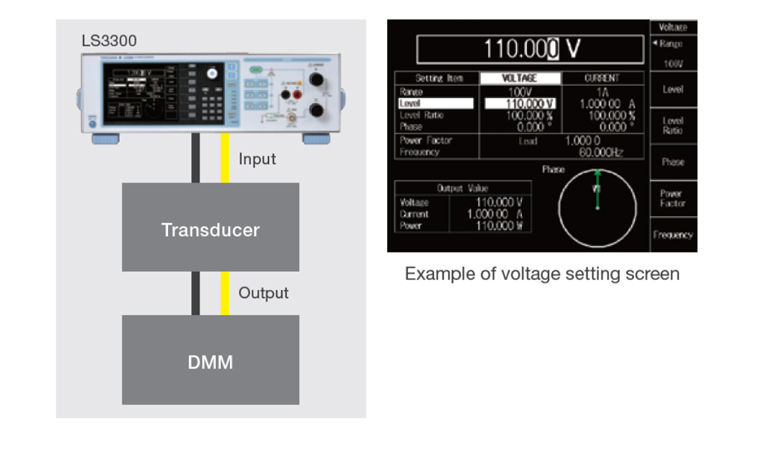 LS3300
Input
Transducer
Output
DMM
110.000 V
Setting Item VOLTAGE CURRENT
Range 100V 1A
Level 110.000 V 1.000 00 A
Level Ratio 100.000 % 100.000 %
Phase 0.000 ° 0.000 °
Power Factor Lead 1.000 0
Frequency 60.000Hz
Phase
Output Value
Voltage 110.000 V
Current 1.000 00 A
Power 110.000 W
Voltage
Range
100V
Level
Level
Ratio
Phase
Power
Factor
Frequency
Example of voltage setting screen